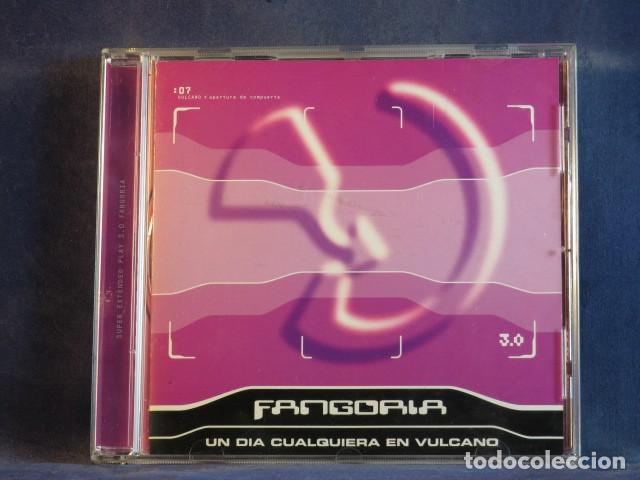 :07
VULCANO > apertura de compuerta
SUPER EXTENDED PLAY 3.0 FANGORIA
3.0
FANGORIA
UN DIA CUALQUIERA EN VULCANO
todocoleccion.net